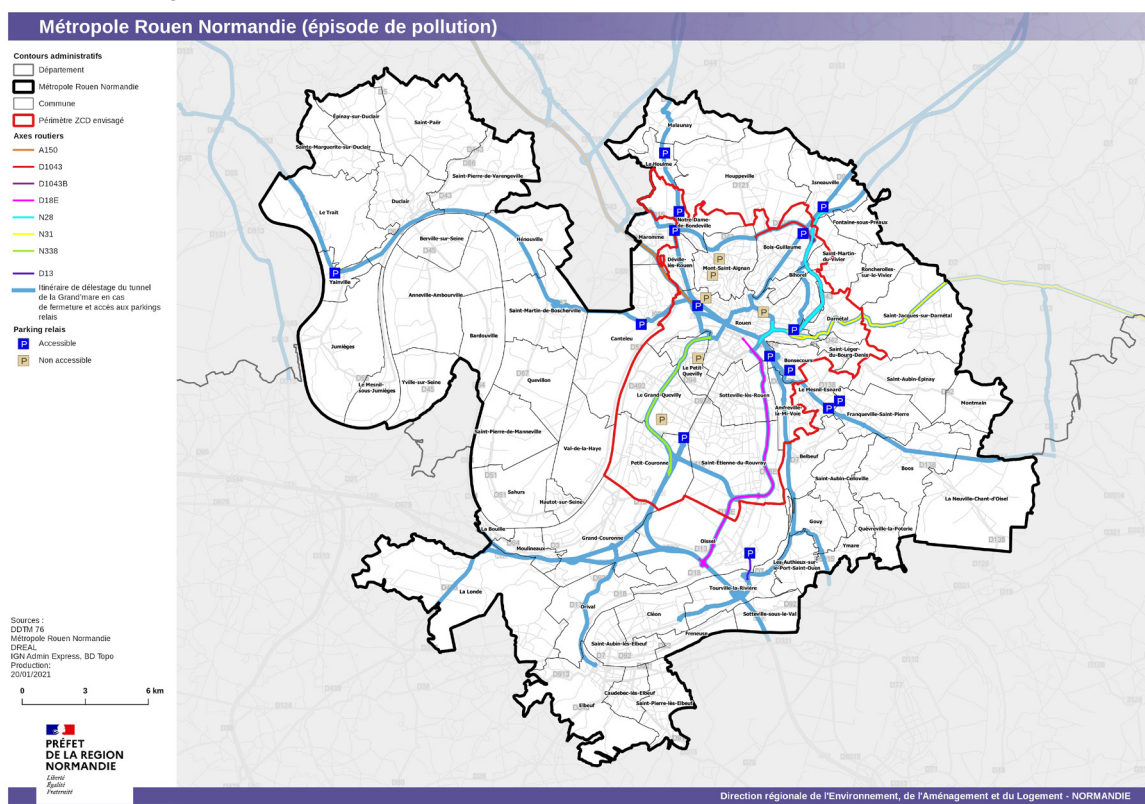 Métropole Rouen Normandie (épisode de pollution)
Contours administratifs
Département
Métropole Rouen Normandie
Commune
Périmètre ZCD envisagé
Axes routiers
A150
D1043
D1043B
D18E
N28
N31
N338
D13
Itinéraire de délestage du tunnel
de la Grand'mare en cas
de fermeture et accès aux parkings
relais
Parking relais
P Accessible
P Non accessible
Malaunay
Épinay-sur-Duclair
Saint-Paër
Sainte-Marguerite-sur-Duclair
Le Houlme
Houppeville
Isneauville
Saint-Pierre-de-Varengeville
Duclair
Le Trait
Notre-Dame-
de-Bondeville
Fontaine-sous-Préaux
Berville-sur-Seine
Hénouville
Maromme
Bois-Guillaume
Saint-Martin-
du-Vivier
Déville-
lès-Rouen
Mont-Saint-Aignan
Roncherolles-
sur-le-Vivier
Bihorel
Yainville
Anneville-Ambourville
Saint-Martin-de-Boscherville
Rouen
Darnétal
Saint-Jacques-sur-Darnétal
Bardouville
Canteleu
Jumièges
Saint-Léger-
du-Bourg-Denis
Bonsecours
Le Petit-
Quevilly
Le Mesnil-
sous-Jumièges
Yville-sur-Seine
Quevillon
Le Mesnil-Esnard
Saint-Aubin-Épinay
Le Grand-Quevilly
Sotteville-lès-Rouen
Montmain
Amfreville-
la-Mi-Voie
Franqueville-Saint-Pierre
Saint-Pierre-de-Manneville
Val-de-la-Haye
Belbeuf
Petit-Couronne
Saint-Étienne-du-Rouvray
Boos
Saint-Aubin-Celloville
Sahurs
Hautot-sur-Seine
La Neuville-Chant-d'Oisel
Gouy
La Bouille
Quévreville-la-Poterie
Grand-Couronne
Oissel
Ymare
Moulineaux
Les Authieux-sur-
le-Port-Saint-Ouen
La Londe
Tourville-la-Rivière
Orival
Cléon
Sotteville-sous-le-Val
Freneuse
Saint-Aubin-lès-Elbeuf
Caudebec-lès-Elbeuf
Elbeuf
Saint-Pierre-lès-Elbeuf
Sources :
DDTM 76
Métropole Rouen Normandie
DREAL
IGN Admin Express, BD Topo
Production:
20/01/2021
0 3 6 km
PRÉFET
DE LA REGION
NORMANDIE
Liberté
Égalité
Fraternité
Direction régionale de l'Environnement, de l'Aménagement et du Logement - NORMANDIE